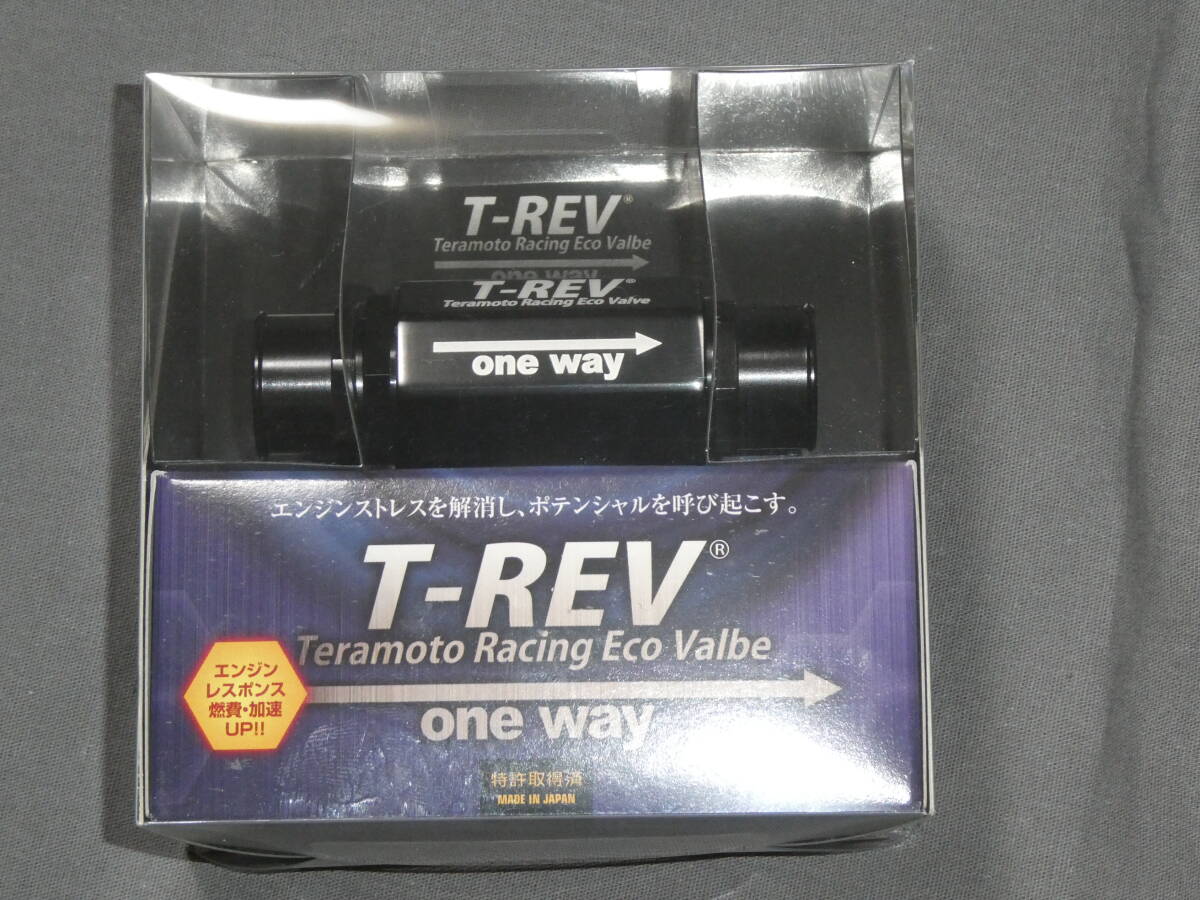 T-REV®
Teramoto Racing Eco Valbe
one way
T-REV®
Teramoto Racing Eco Valve
one way
エンジンストレスを解消し、ポテンシャルを呼び起こす。
T-REV®
Teramoto Racing Eco Valbe
one way
エンジン
レスポンス
燃費・加速
UP!!
特許取得済
MADE IN JAPAN